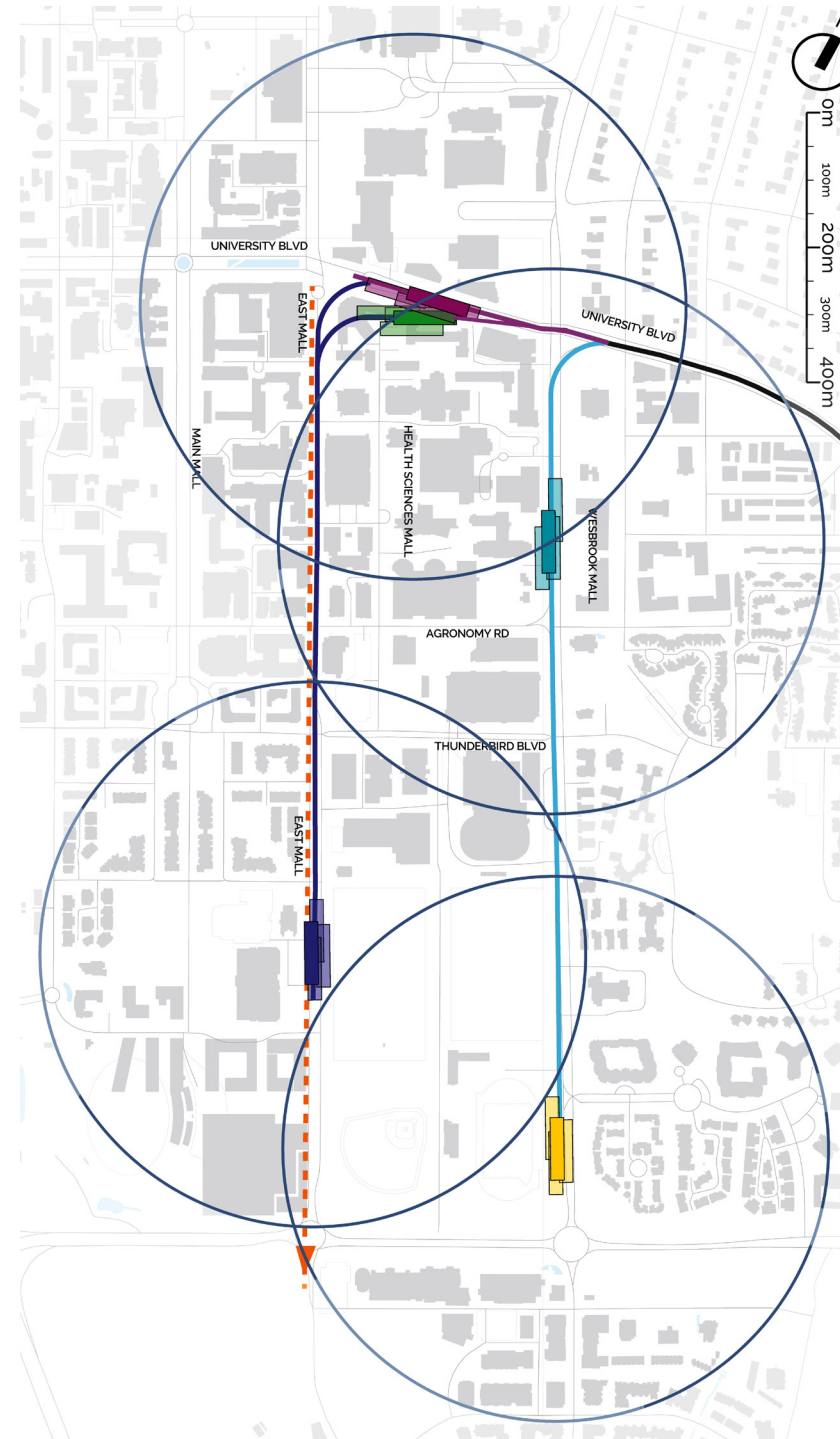 0m
100m
200m
300m
400m
UNIVERSITY BLVD
EAST MALL
UNIVERSITY BLVD
MAIN MALL
HEALTH SCIENCES MALL
WESBROOK MALL
AGRONOMY RD
THUNDERBIRD BLVD
EAST MALL